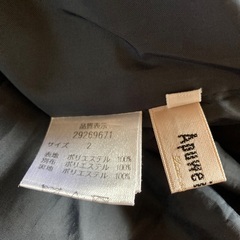 品質表示
29269671
サイズ 2
表地 ポリエステル 100%
別布 ポリエステル 100%
裏地 ポリエステル 100%
Apuwei